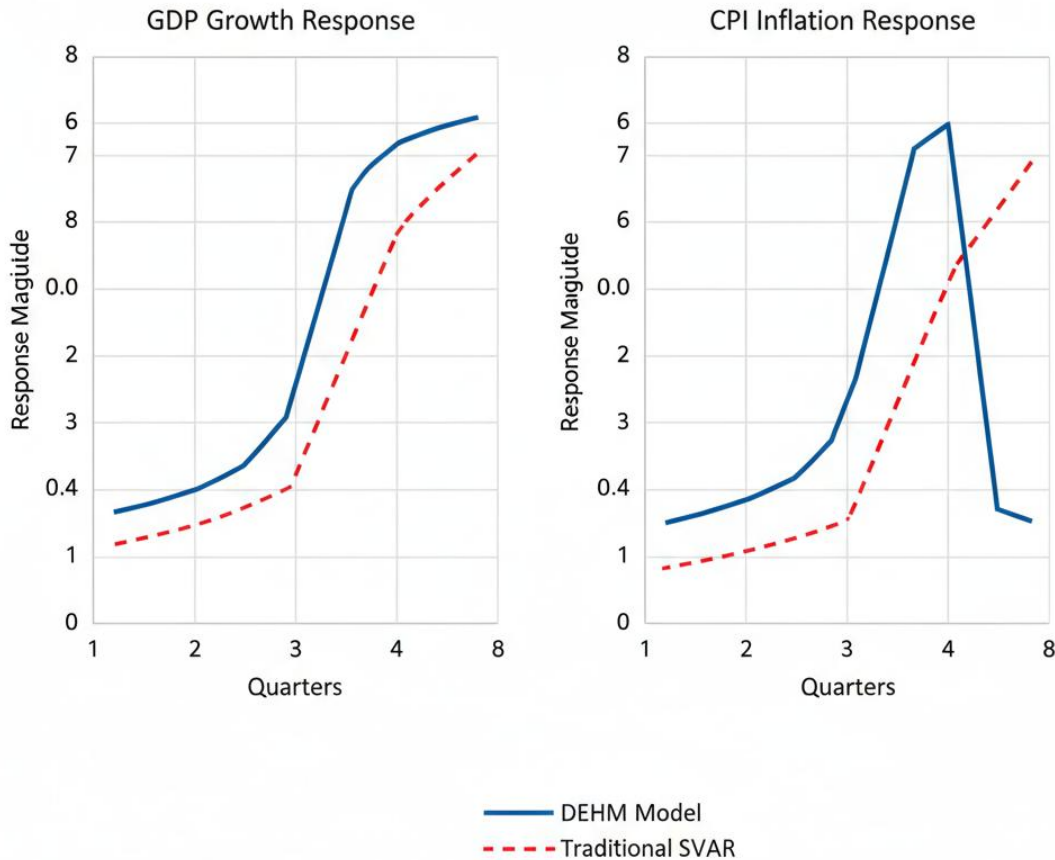 GDP Growth Response
8
6
7
8
0.0
2
3
0.4
1
0
Response Magiutde
1 2 3 4 8
Quarters
CPI Inflation Response
8
6
7
6
0.0
2
3
0.4
1
0
Response Maigiutde
1 2 3 4 8
Quarters
DEHM Model
Traditional SVAR